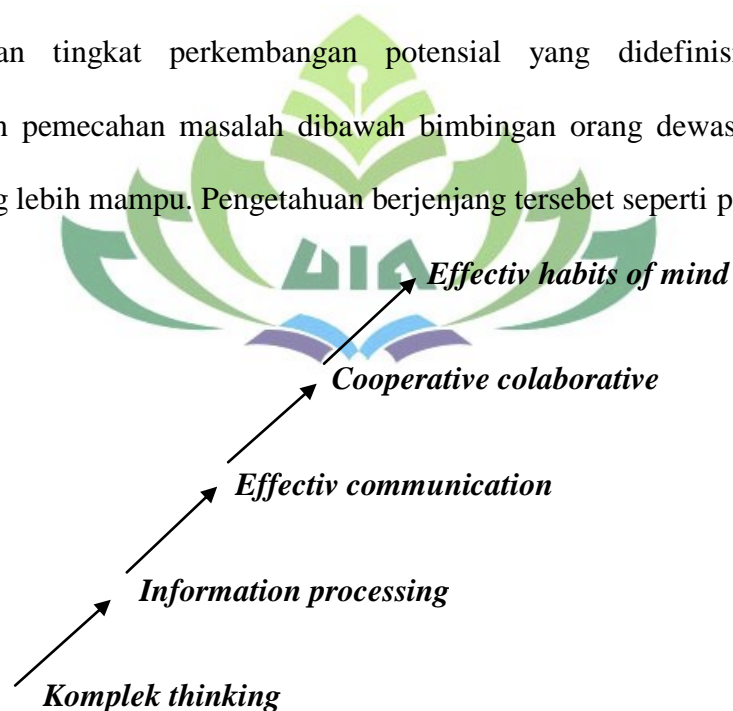 an tingkat perkembangan potensial yang didefinisi
pemecahan masalah dibawah bimbingan orang dewas
g lebih mampu. Pengetahuan berjenjang tersebet seperti p
Effectiv habits of mind
Cooperative colaborative
Effectiv communication
Information processing
Komplek thinking